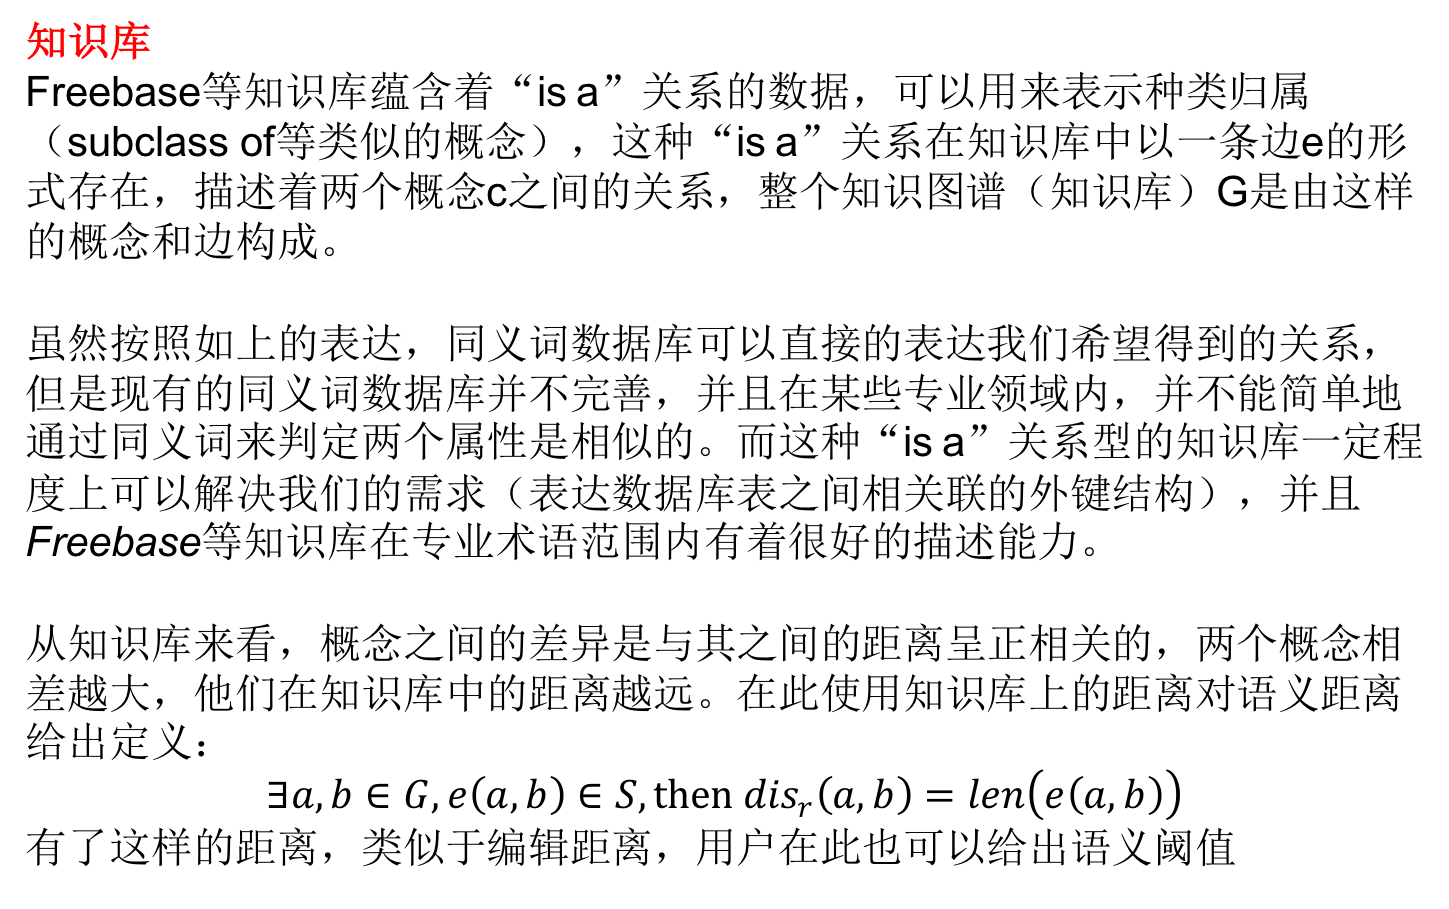 知识库
Freebase等知识库蕴含着“is a”关系的数据，可以用来表示种类归属
（subclass of等类似的概念），这种“is a”关系在知识库中以一条边e的形
式存在，描述着两个概念c之间的关系，整个知识图谱（知识库）G是由这样
的概念和边构成。
虽然按照如上的表达，同义词数据库可以直接的表达我们希望得到的关系，
但是现有的同义词数据库并不完善，并且在某些专业领域内，并不能简单地
通过同义词来判定两个属性是相似的。而这种“is a”关系型的知识库一定程
度上可以解决我们的需求（表达数据库表之间相关联的外键结构），并且
Freebase等知识库在专业术语范围内有着很好的描述能力。
从知识库来看，概念之间的差异是与其之间的距离呈正相关的，两个概念相
差越大，他们在知识库中的距离越远。在此使用知识库上的距离对语义距离
给出定义：
∃a, b ∈ G, e(a, b) ∈ S, then disᵣ(a, b) = len(e(a, b))
有了这样的距离，类似于编辑距离，用户在此也可以给出语义阈值